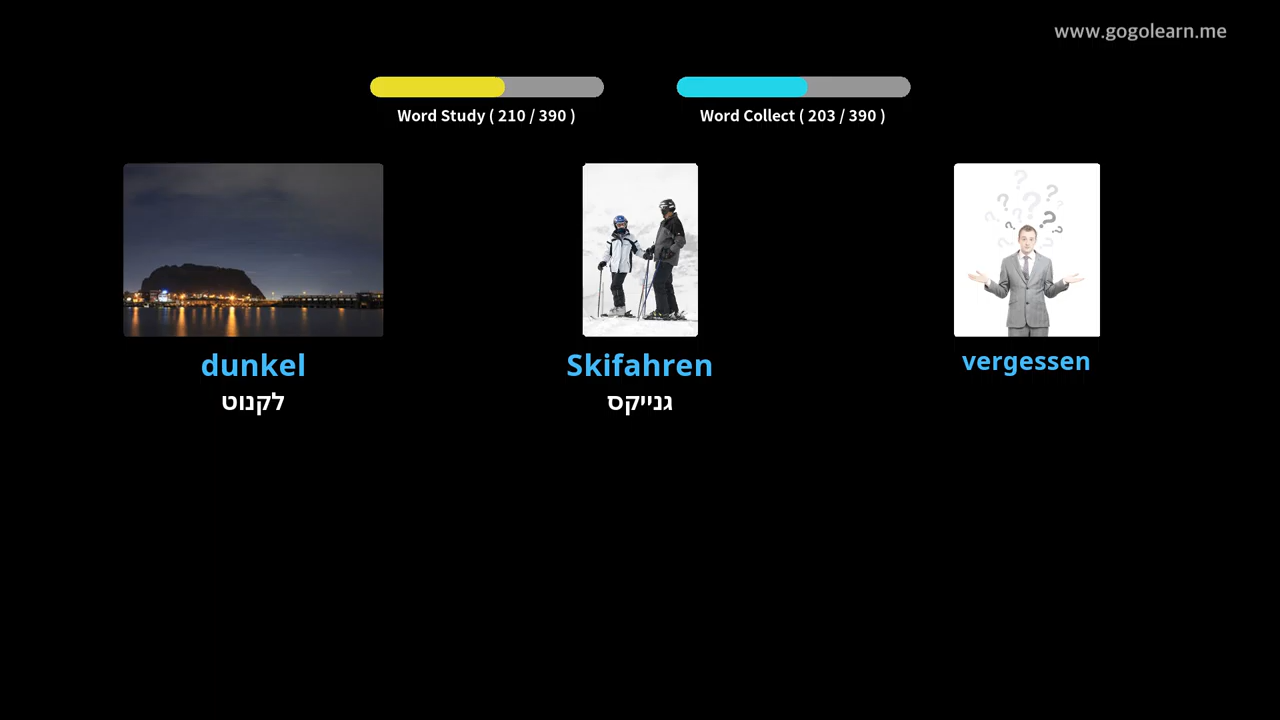 www.gogolearn.me
Word Study ( 210 / 390 )
Word Collect ( 203 / 390 )
dunkel
לקנוט
Skifahren
גנייקס
vergessen